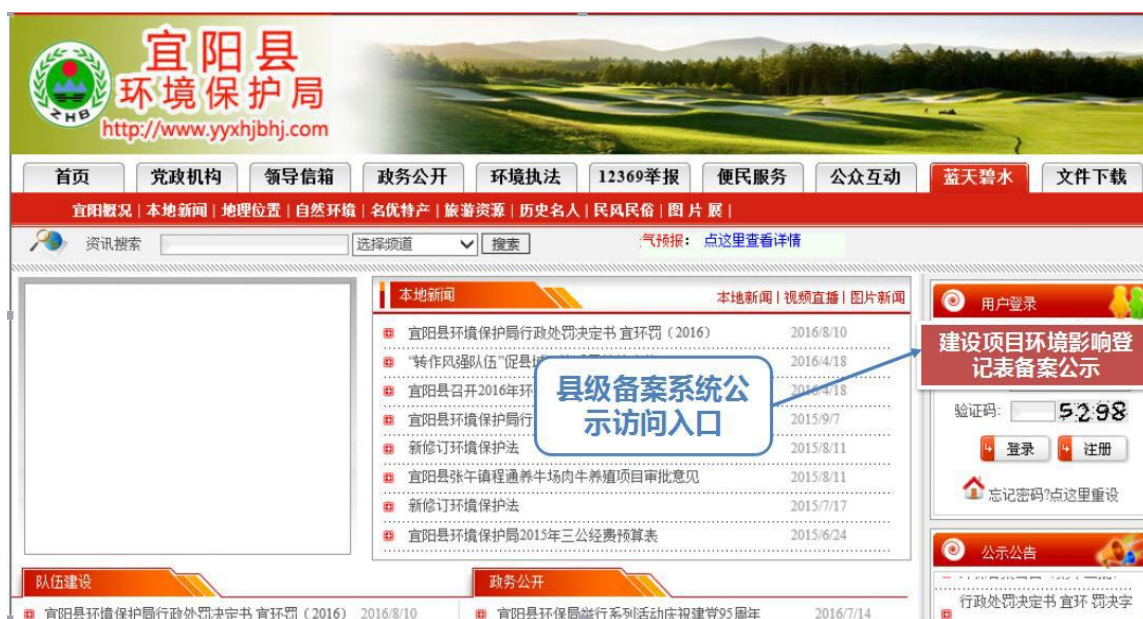 宜阳县
环境保护局
ZHB
http://www.yyxhjbhj.com
首页 党政机构 领导信箱 政务公开 环境执法 12369举报 便民服务 公众互动 蓝天碧水 文件下载
宜阳概况 | 本地新闻 | 地理位置 | 自然环境 | 名优特产 | 旅游资源 | 历史名人 | 民风民俗 | 图片展 |
资讯搜索 选择频道 搜索 气预报： 点这里查看详情
本地新闻 本地新闻 | 视频直播 | 图片新闻
宜阳县环境保护局行政处罚决定书 宜环罚（2016） 2016/8/10
“转作风强队伍”促县 2016/4/18
宜阳县召开2016年环 4/18
宜阳县环境保护局行 2015/9/7
新修订环境保护法 2015/8/11
宜阳县张午镇程通养牛场肉牛养殖项目审批意见 2015/8/11
新修订环境保护法 2015/7/17
宜阳县环境保护局2015年三公经费预算表 2015/6/24
县级备案系统公
示访问入口
用户登录
建设项目环境影响登
记表备案公示
验证码: 5298
登录 注册
忘记密码?点这里重设
公示公告
行政处罚决定书 宜环 罚决字
队伍建设 政务公开
宜阳县环境保护局行政处罚决定书 宜环罚（2016） 2016/8/10 宜阳县环保局举行系列活动庆祝建党95周年 2016/7/14